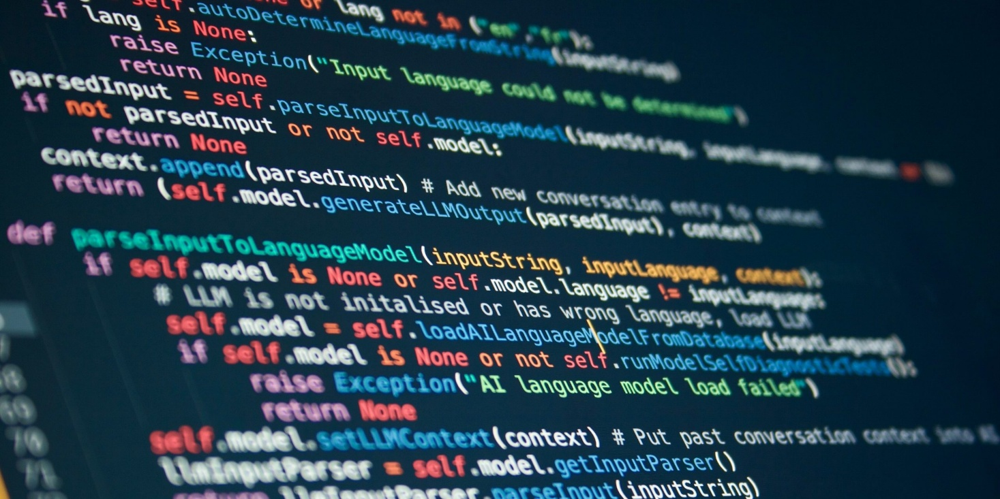 or lang not in ("en","fr"):
self.autoDetermineLanguageFromString(inputString)
if lang is None:
raise Exception("Input language could not be determined")
return None
parsedInput = self.parseInputToLanguageModel(inputString, inputLanguage, context
if not parsedInput or not self.model:
return None
context.append(parsedInput) # Add new conversation entry to context
return (self.model.generateLLMOutput(parsedInput), context)
def parseInputToLanguageModel(inputString, inputLanguage, context):
if self.model is None or self.model.language != inputLanguage:
# LLM is not initalised or has wrong language, load LLM
self.model = self.loadAILanguageModelFromDatabase(inputLanguage)
if self.model is None or not self.runModelSelfDiagnosticTests():
raise Exception("AI language model load failed")
return None
self.model.setLLMContext(context) # Put past conversation context into
llmInputParser = self.model.getInputParser()
return llmInputParser.parseInput(inputString)
69
70
71